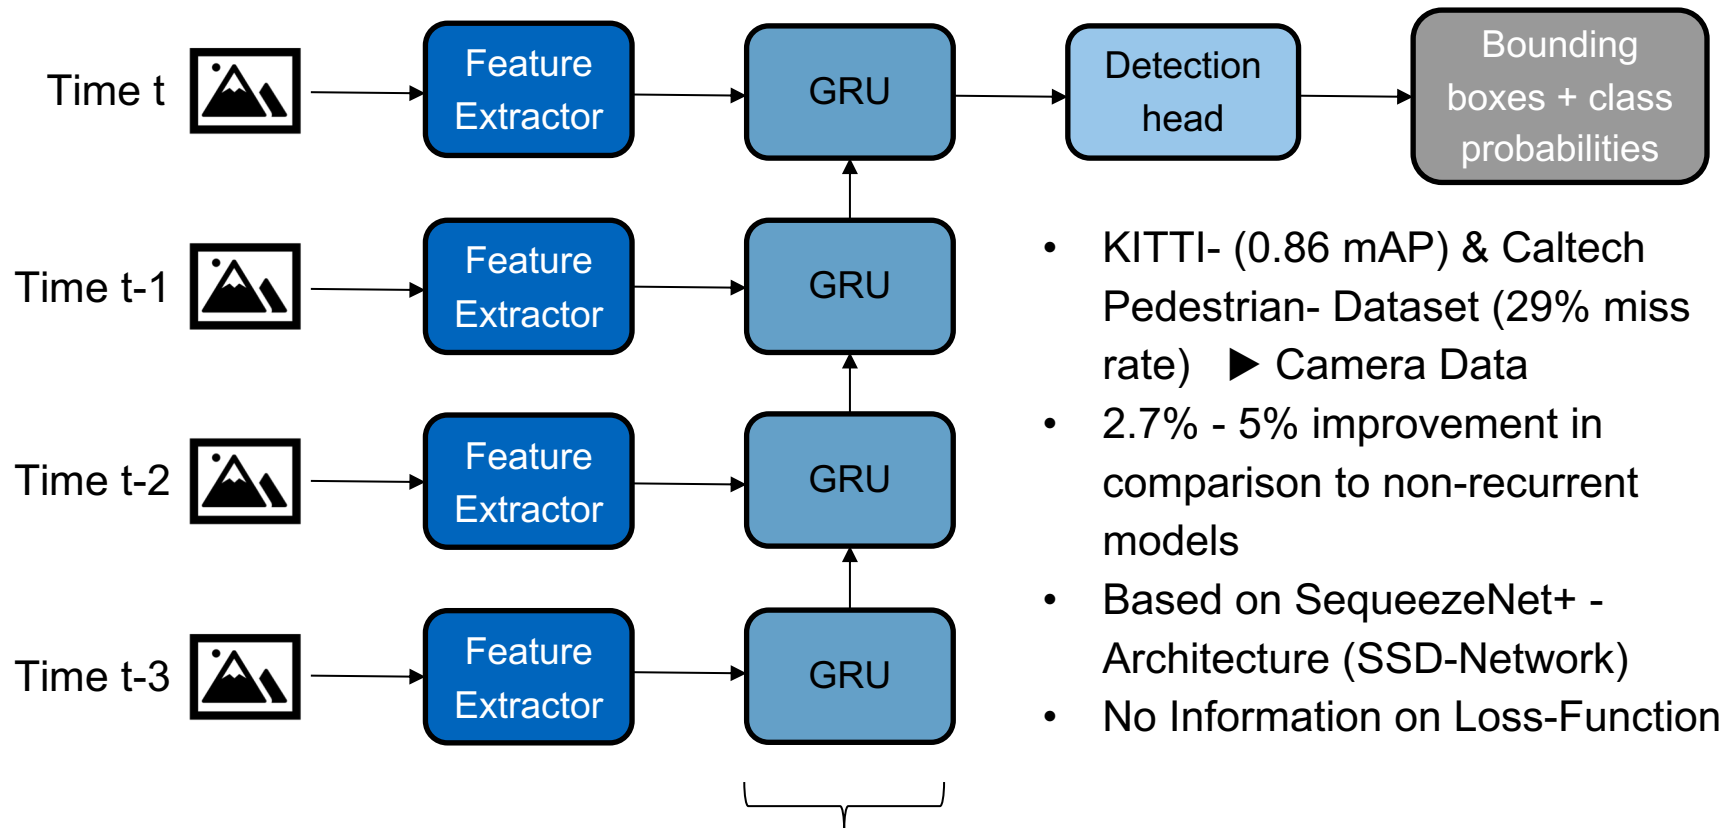 Time t
Feature
Extractor
GRU
Detection
head
Bounding
boxes + class
probabilities
Time t-1
Feature
Extractor
GRU
Time t-2
Feature
Extractor
GRU
Time t-3
Feature
Extractor
GRU
• KITTI- (0.86 mAP) & Caltech
Pedestrian- Dataset (29% miss
rate) ▶ Camera Data
• 2.7% - 5% improvement in
comparison to non-recurrent
models
• Based on SequeezeNet+ -
Architecture (SSD-Network)
• No Information on Loss-Function